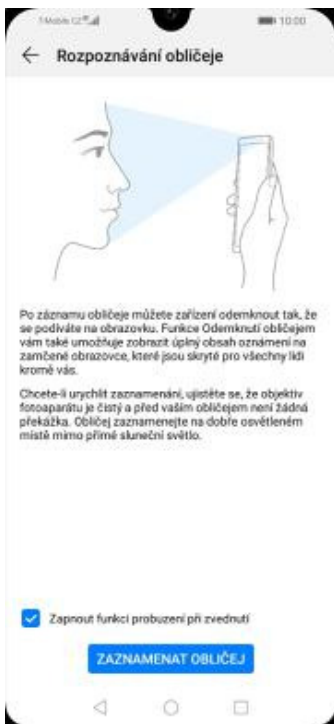 T-Mobile CZ
10:00
Rozpoznávání obličeje
Po záznamu obličeje můžete zařízení odemknout tak, že
se podíváte na obrazovku. Funkce Odemknutí obličejem
vám také umožňuje zobrazit úplný obsah oznámení na
zamčené obrazovce, které jsou skryté pro všechny lidi
kromě vás.
Chcete-li urychlit zaznamenání, ujistěte se, že objektiv
fotoaparátu je čistý a před vaším obličejem není žádná
překážka. Obličej zaznamenejte na dobře osvětleném
místě mimo přímé sluneční světlo.
Zapnout funkci probuzení při zvednutí
ZAZNAMENAT OBLIČEJ